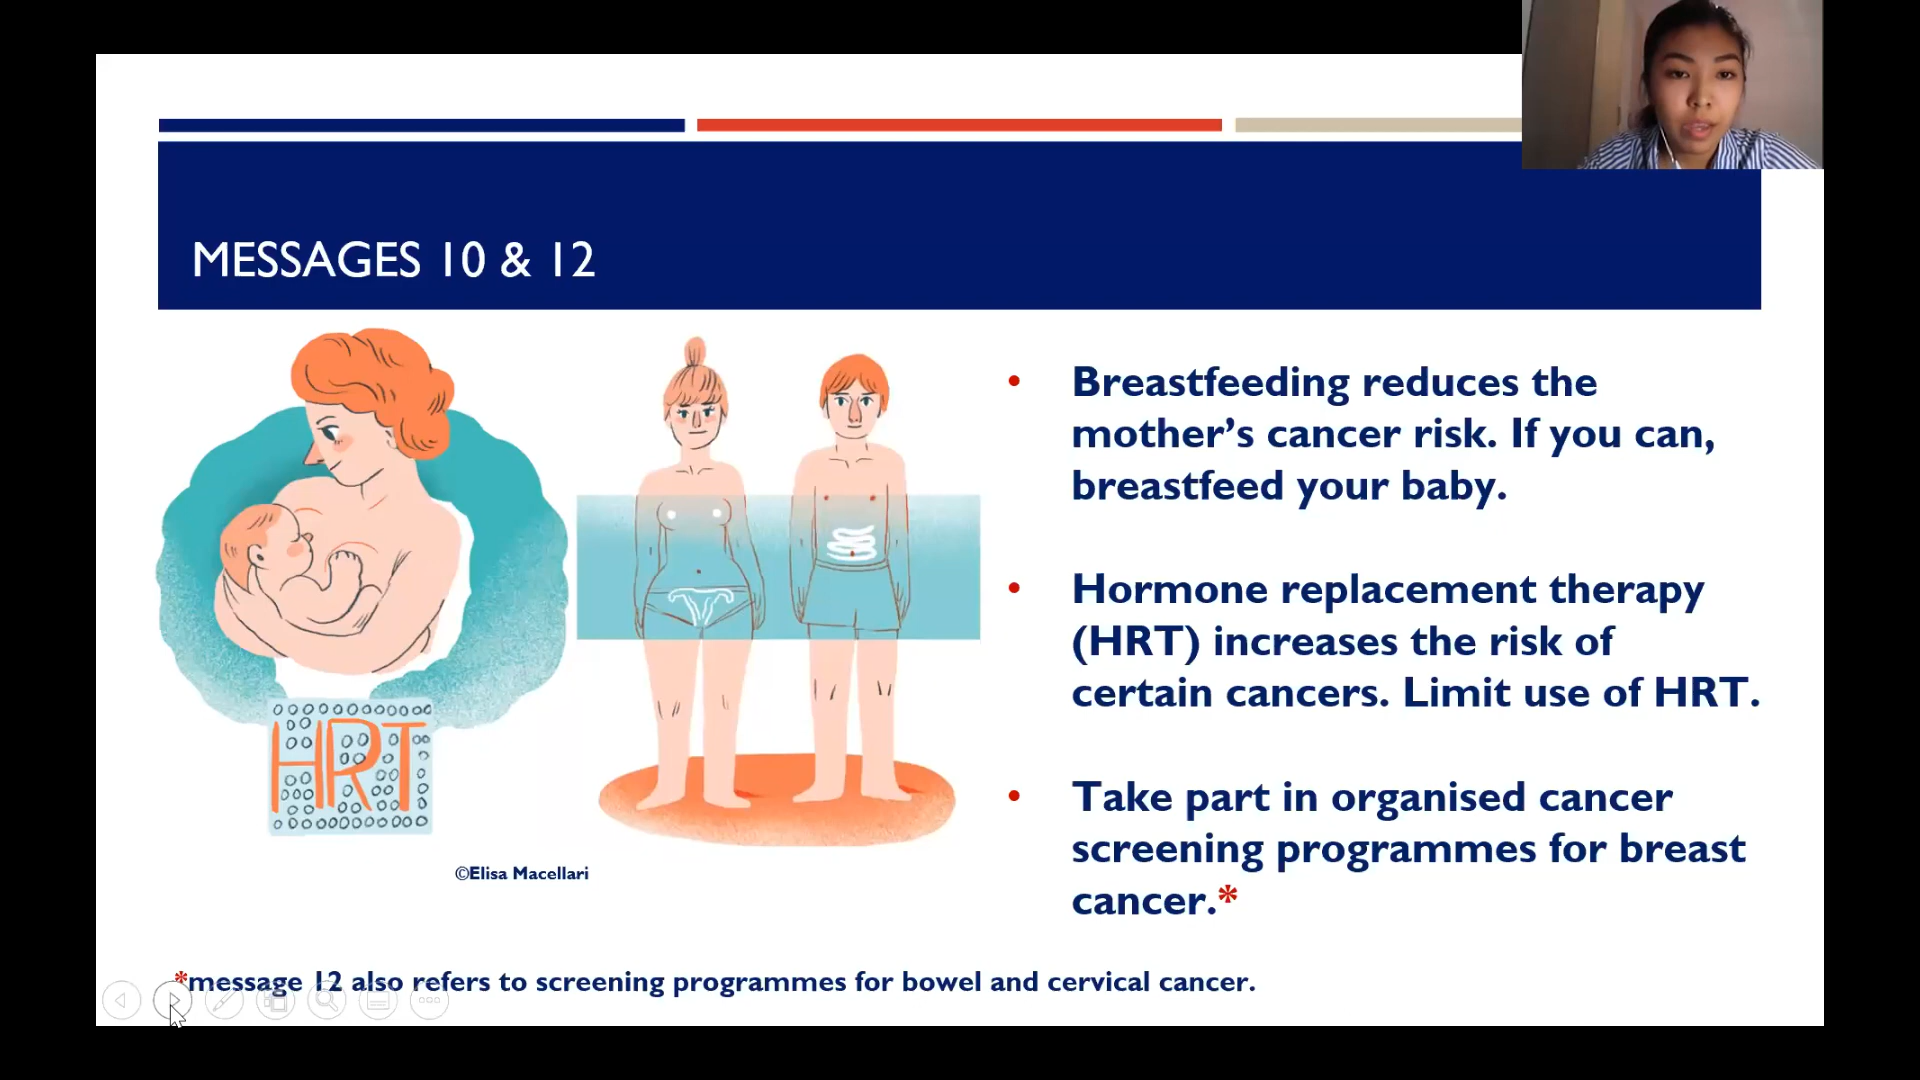 MESSAGES 10 & 12
• Breastfeeding reduces the
mother’s cancer risk. If you can,
breastfeed your baby.
• Hormone replacement therapy
(HRT) increases the risk of
certain cancers. Limit use of HRT.
• Take part in organised cancer
screening programmes for breast
cancer.*
HRT
©Elisa Macellari
*message 12 also refers to screening programmes for bowel and cervical cancer.